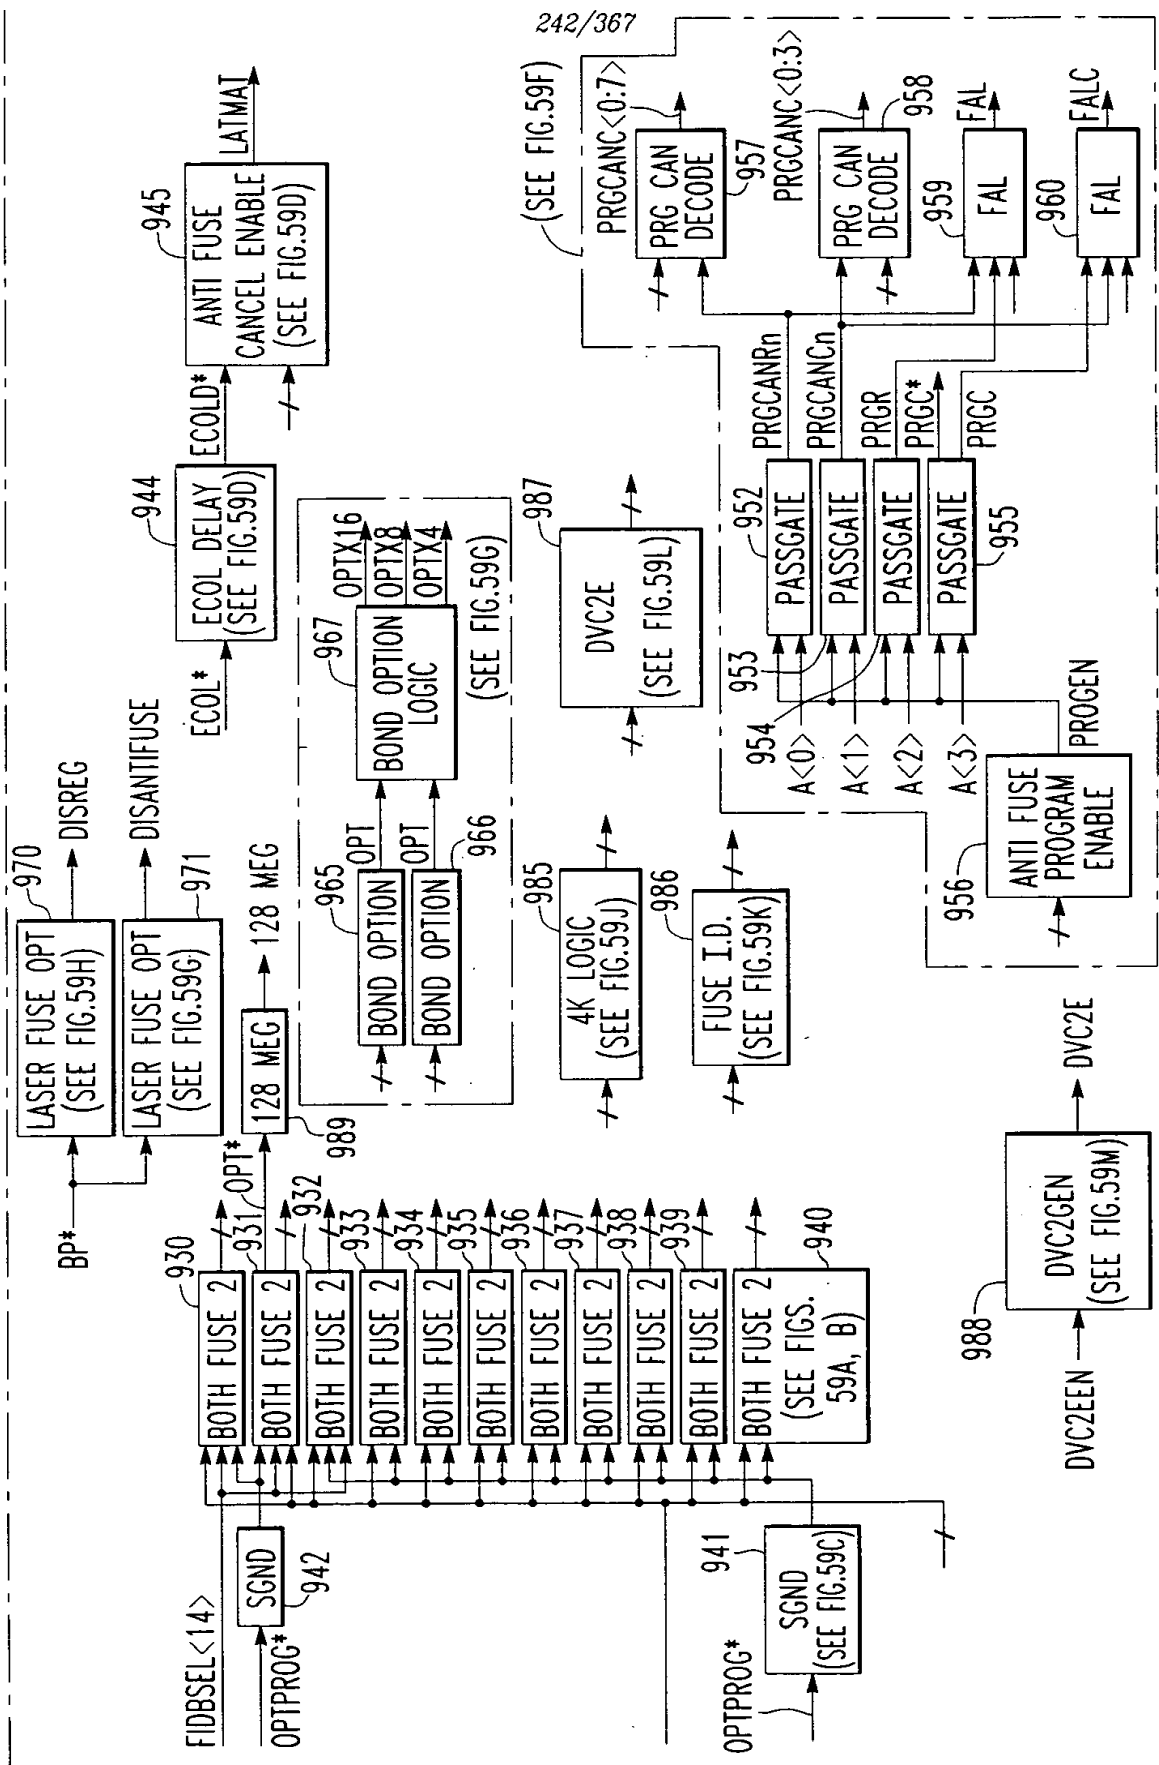 242/367
FIDBSEL<14>
OPTPROG*
SGND
942
OPTPROG*
SGND
(SEE FIG.59C)
941
930
BOTH FUSE 2
931
BOTH FUSE 2
932
BOTH FUSE 2
933
BOTH FUSE 2
934
BOTH FUSE 2
935
BOTH FUSE 2
936
BOTH FUSE 2
937
BOTH FUSE 2
938
BOTH FUSE 2
939
BOTH FUSE 2
940
BOTH FUSE 2
(SEE FIGS.
59A, B)
BP*
970
LASER FUSE OPT
(SEE FIG.59H)
DISREG
971
LASER FUSE OPT
(SEE FIG.59G)
DISANTIFUSE
OPT*
128 MEG
989
128 MEG
ECOL*
944
ECOL DELAY
(SEE FIG.59D)
ECOLD*
945
ANTI FUSE
CANCEL ENABLE
(SEE FIG.59D)
LATMAT
965
BOND OPTION
OPT
BOND OPTION
966
OPT
967
BOND OPTION
LOGIC
OPTX16
OPTX8
OPTX4
(SEE FIG.59G)
985
4K LOGIC
(SEE FIG.59J)
986
FUSE I.D.
(SEE FIG.59K)
987
DVC2E
(SEE FIG.59L)
DVC2EEN
988
DVC2GEN
(SEE FIG.59M)
DVC2E
956
ANTI FUSE
PROGRAM
ENABLE
PROGEN
A<0>
A<1>
A<2>
A<3>
952
PASSGATE
953
PASSGATE
954
PASSGATE
PASSGATE
955
PRGCANRn
PRGCANCn
PRGR
PRGC*
PRGC
(SEE FIG.59F)
PRG CAN
DECODE
957
PRGCANC<0:7>
PRG CAN
DECODE
958
PRGCANC<0:3>
959
FAL
FAL
960
FAL
FALC